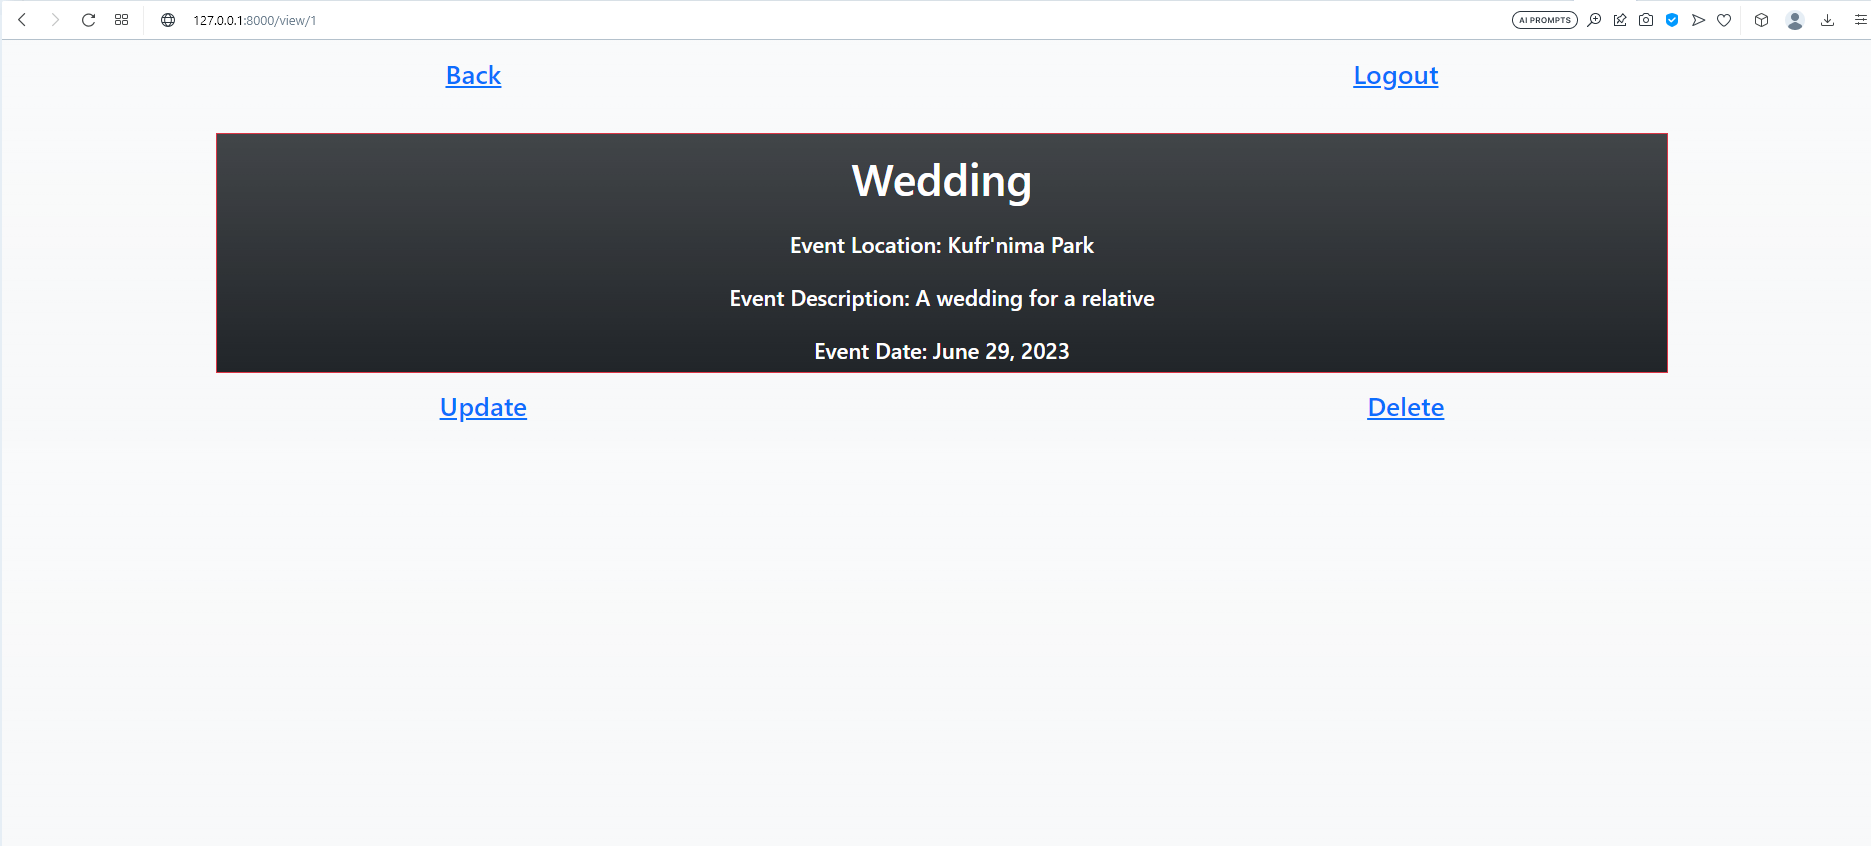 127.0.0.1:8000/view/1
AI PROMPTS
Back
Logout
Wedding
Event Location: Kufr'nima Park
Event Description: A wedding for a relative
Event Date: June 29, 2023
Update
Delete